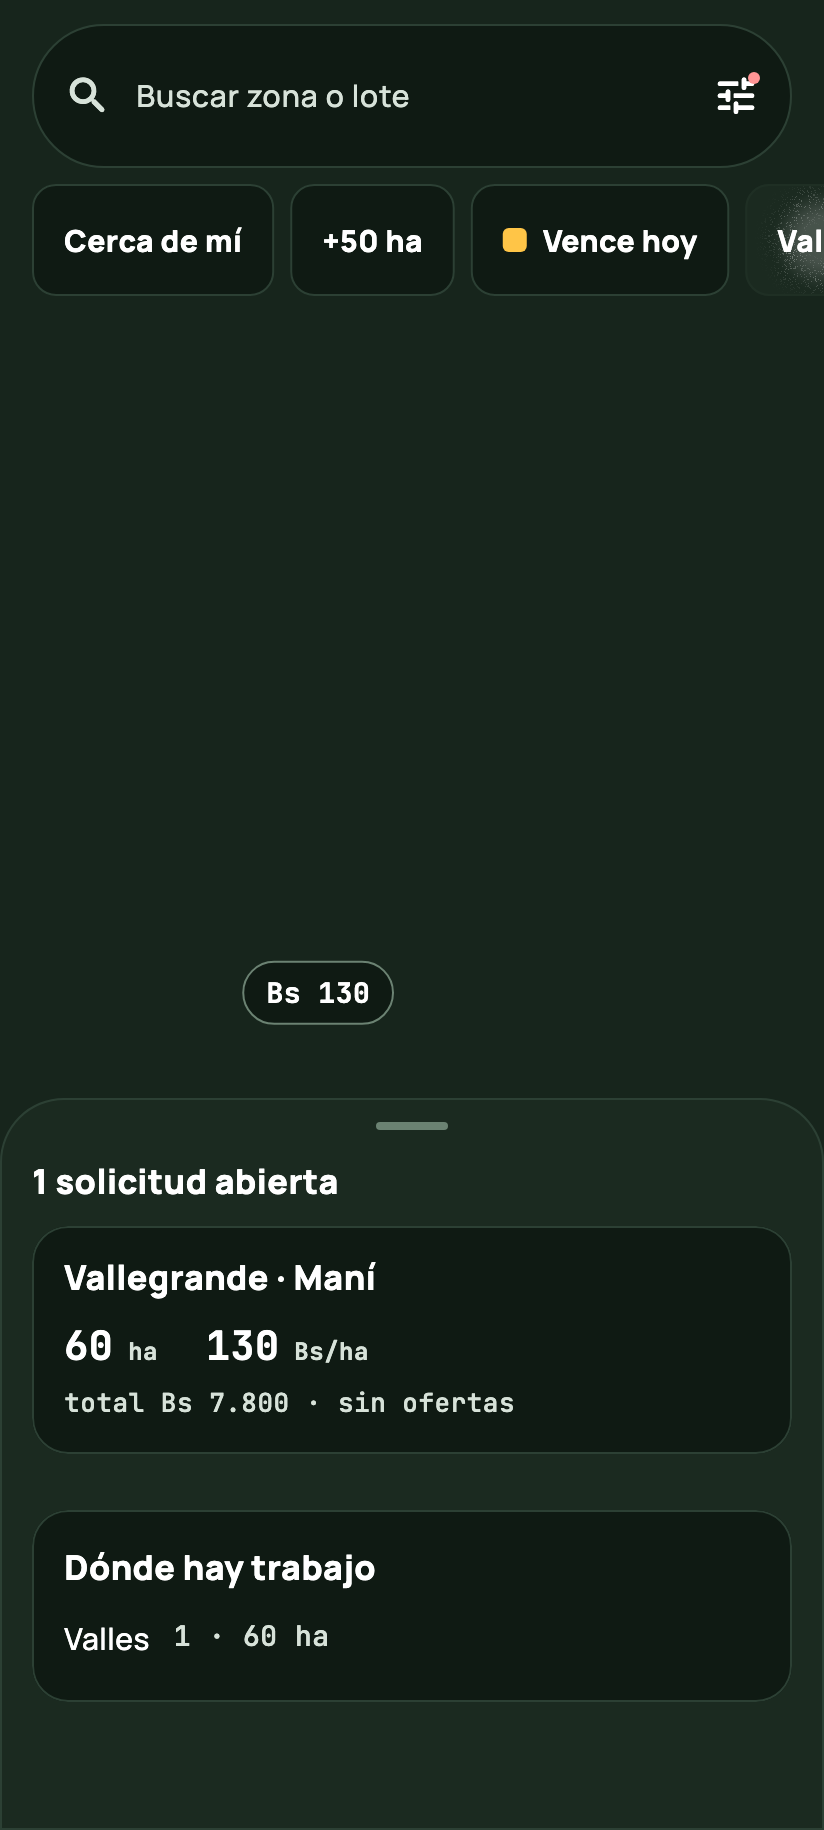 Buscar zona o lote
Cerca de mí
+50 ha
Vence hoy
Bs 130
1 solicitud abierta
Vallegrande · Maní
60 ha 130 Bs/ha
total Bs 7.800 · sin ofertas
Dónde hay trabajo
Valles 1 · 60 ha